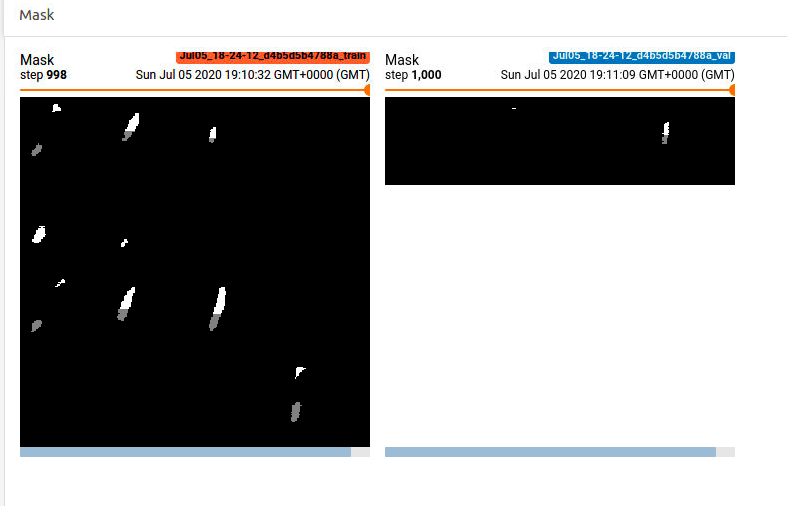 Mask
Mask
Jul05_18-24-12_d4b5d5b4788a_train
step 998
Sun Jul 05 2020 19:10:32 GMT+0000 (GMT)
Mask
Jul05_18-24-12_d4b5d5b4788a_val
step 1,000
Sun Jul 05 2020 19:11:09 GMT+0000 (GMT)